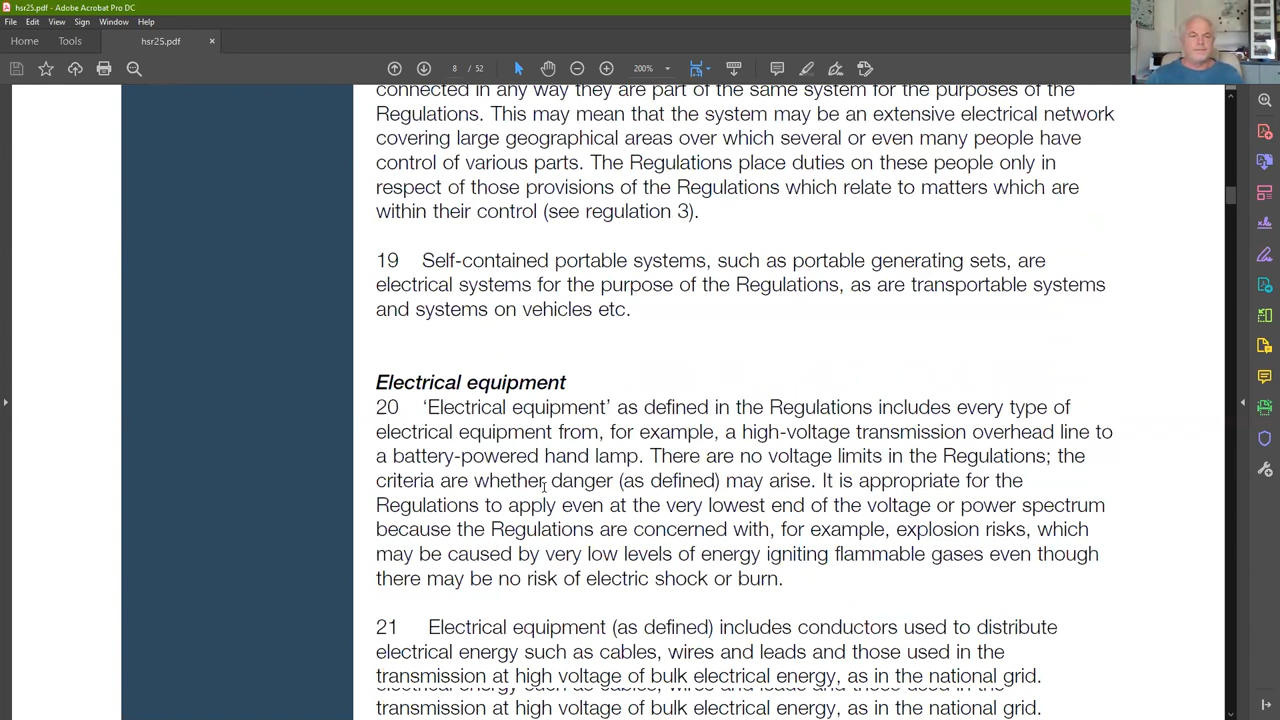 hsr25.pdf - Adobe Acrobat Pro DC
File Edit View Sign Window Help
Home Tools hsr25.pdf ×
8 / 52 200%
connected in any way they are part of the same system for the purposes of the
Regulations. This may mean that the system may be an extensive electrical network
covering large geographical areas over which several or even many people have
control of various parts. The Regulations place duties on these people only in
respect of those provisions of the Regulations which relate to matters which are
within their control (see regulation 3).
19 Self-contained portable systems, such as portable generating sets, are
electrical systems for the purpose of the Regulations, as are transportable systems
and systems on vehicles etc.
Electrical equipment
20 ‘Electrical equipment’ as defined in the Regulations includes every type of
electrical equipment from, for example, a high-voltage transmission overhead line to
a battery-powered hand lamp. There are no voltage limits in the Regulations; the
criteria are whether danger (as defined) may arise. It is appropriate for the
Regulations to apply even at the very lowest end of the voltage or power spectrum
because the Regulations are concerned with, for example, explosion risks, which
may be caused by very low levels of energy igniting flammable gases even though
there may be no risk of electric shock or burn.
21 Electrical equipment (as defined) includes conductors used to distribute
electrical energy such as cables, wires and leads and those used in the
transmission at high voltage of bulk electrical energy, as in the national grid.
electrical energy such as cables, wires and leads and those used in the
transmission at high voltage of bulk electrical energy, as in the national grid.